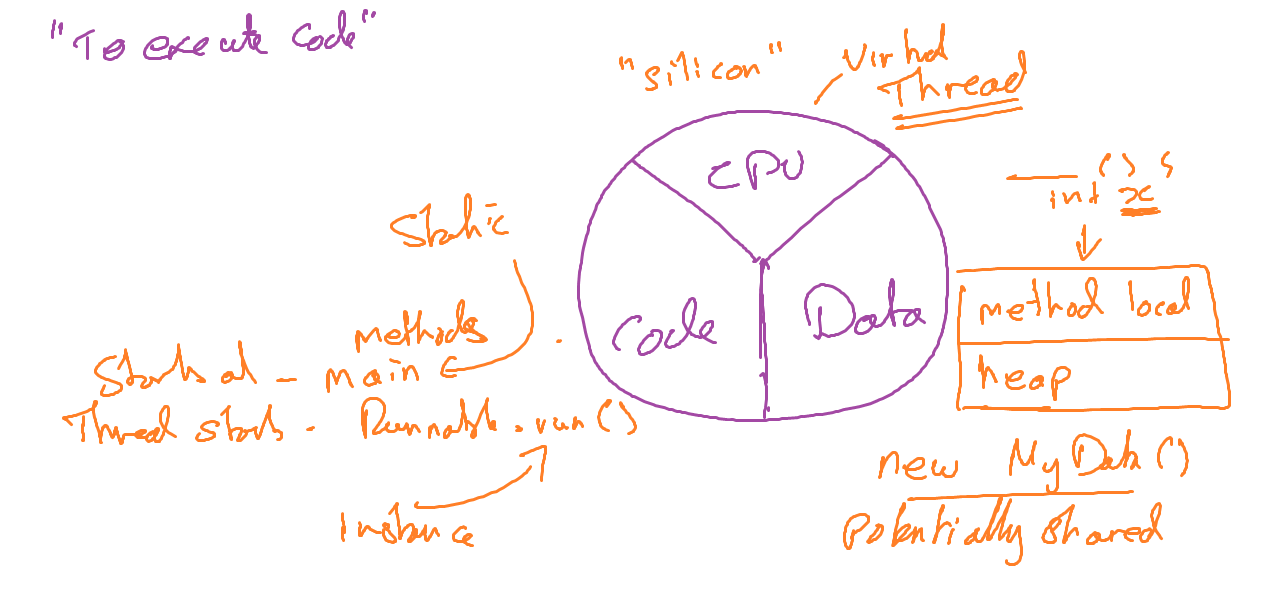 "To execute code"
"silicon"
Virtual
Thread
CPU
( ) {
int x
Static
Code
Data
method local
heap
methods
Starts at - main
Thread starts - Runnable.run()
Instance
new MyData()
potentially shared